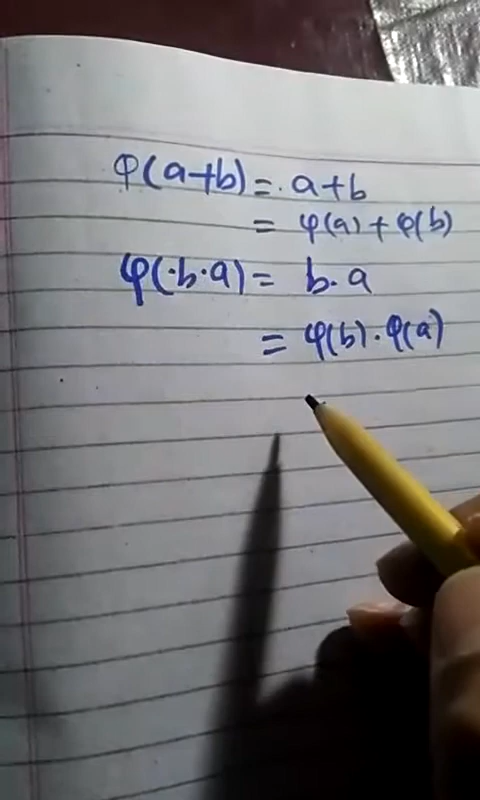 φ(a+b) = a+b
= φ(a) + φ(b)
φ(b·a) = b·a
= φ(b)·φ(a)